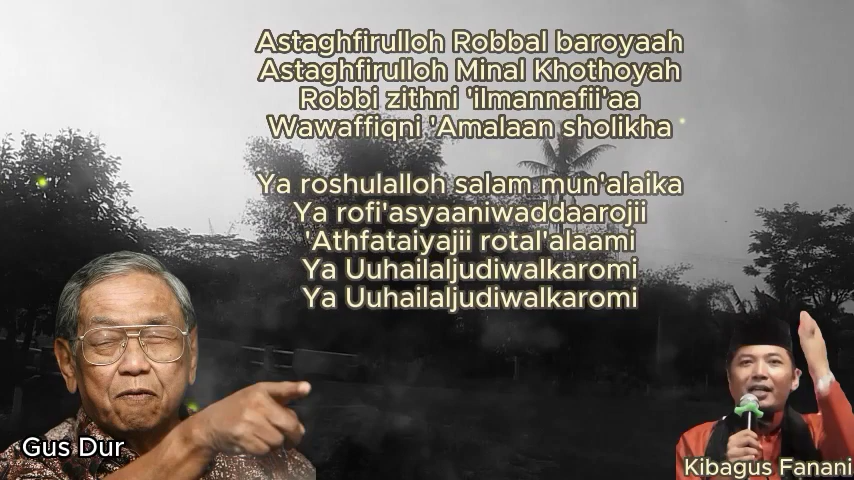 Astaghfirulloh Robbal baroyaah
Astaghfirulloh Minal Khothoyah
Robbi zithni 'ilmannafii'aa
Wawaffiqni 'Amalaan sholikha
Ya roshulalloh salam mun'alaika
Ya rofi'asyaaniwaddaarojii
'Athfataiyajii rotal'alaami
Ya Uuhailaljudiwalkaromi
Ya Uuhailaljudiwalkaromi
Gus Dur
Kibagus Fanani